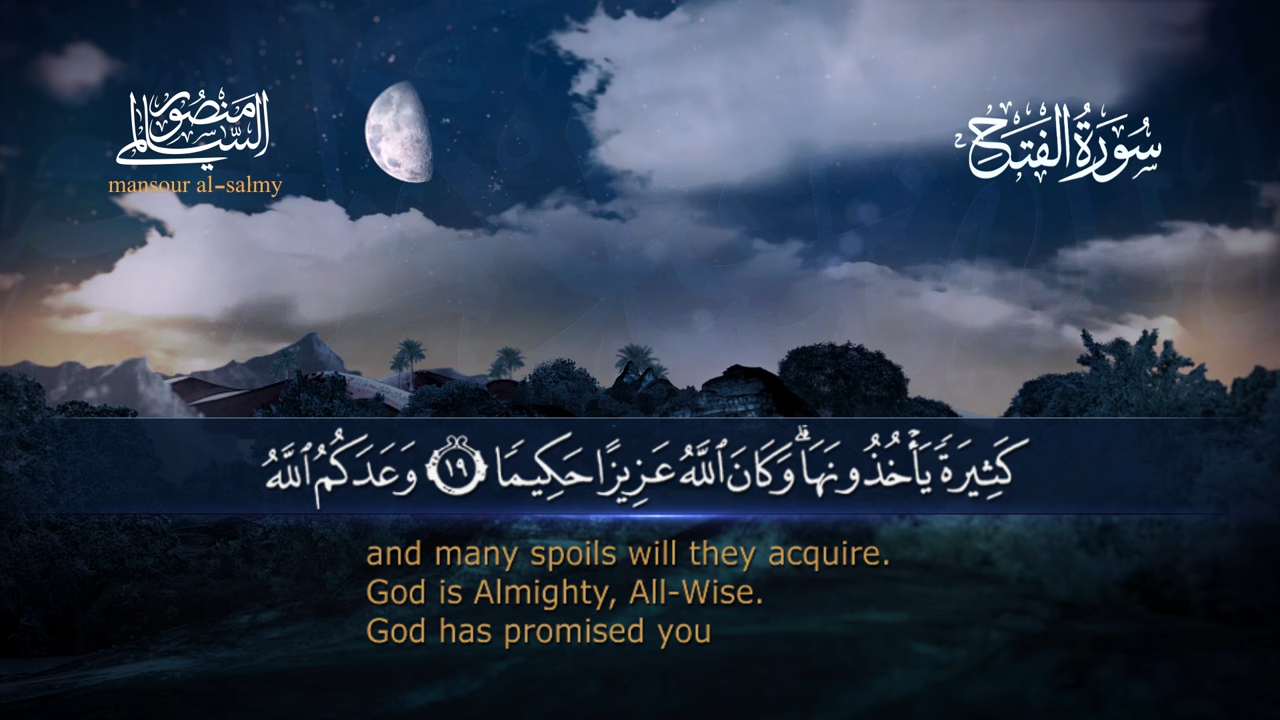 منصور السالمي
mansour al-salmy
سُورَةُ الفَتْحِ
كَثِيرَةً يَأْخُذُونَهَا ۗ وَكَانَ ٱللَّهُ عَزِيزًا حَكِيمًا ١٩ وَعَدَكُمُ ٱللَّهُ
and many spoils will they acquire.
God is Almighty, All-Wise.
God has promised you